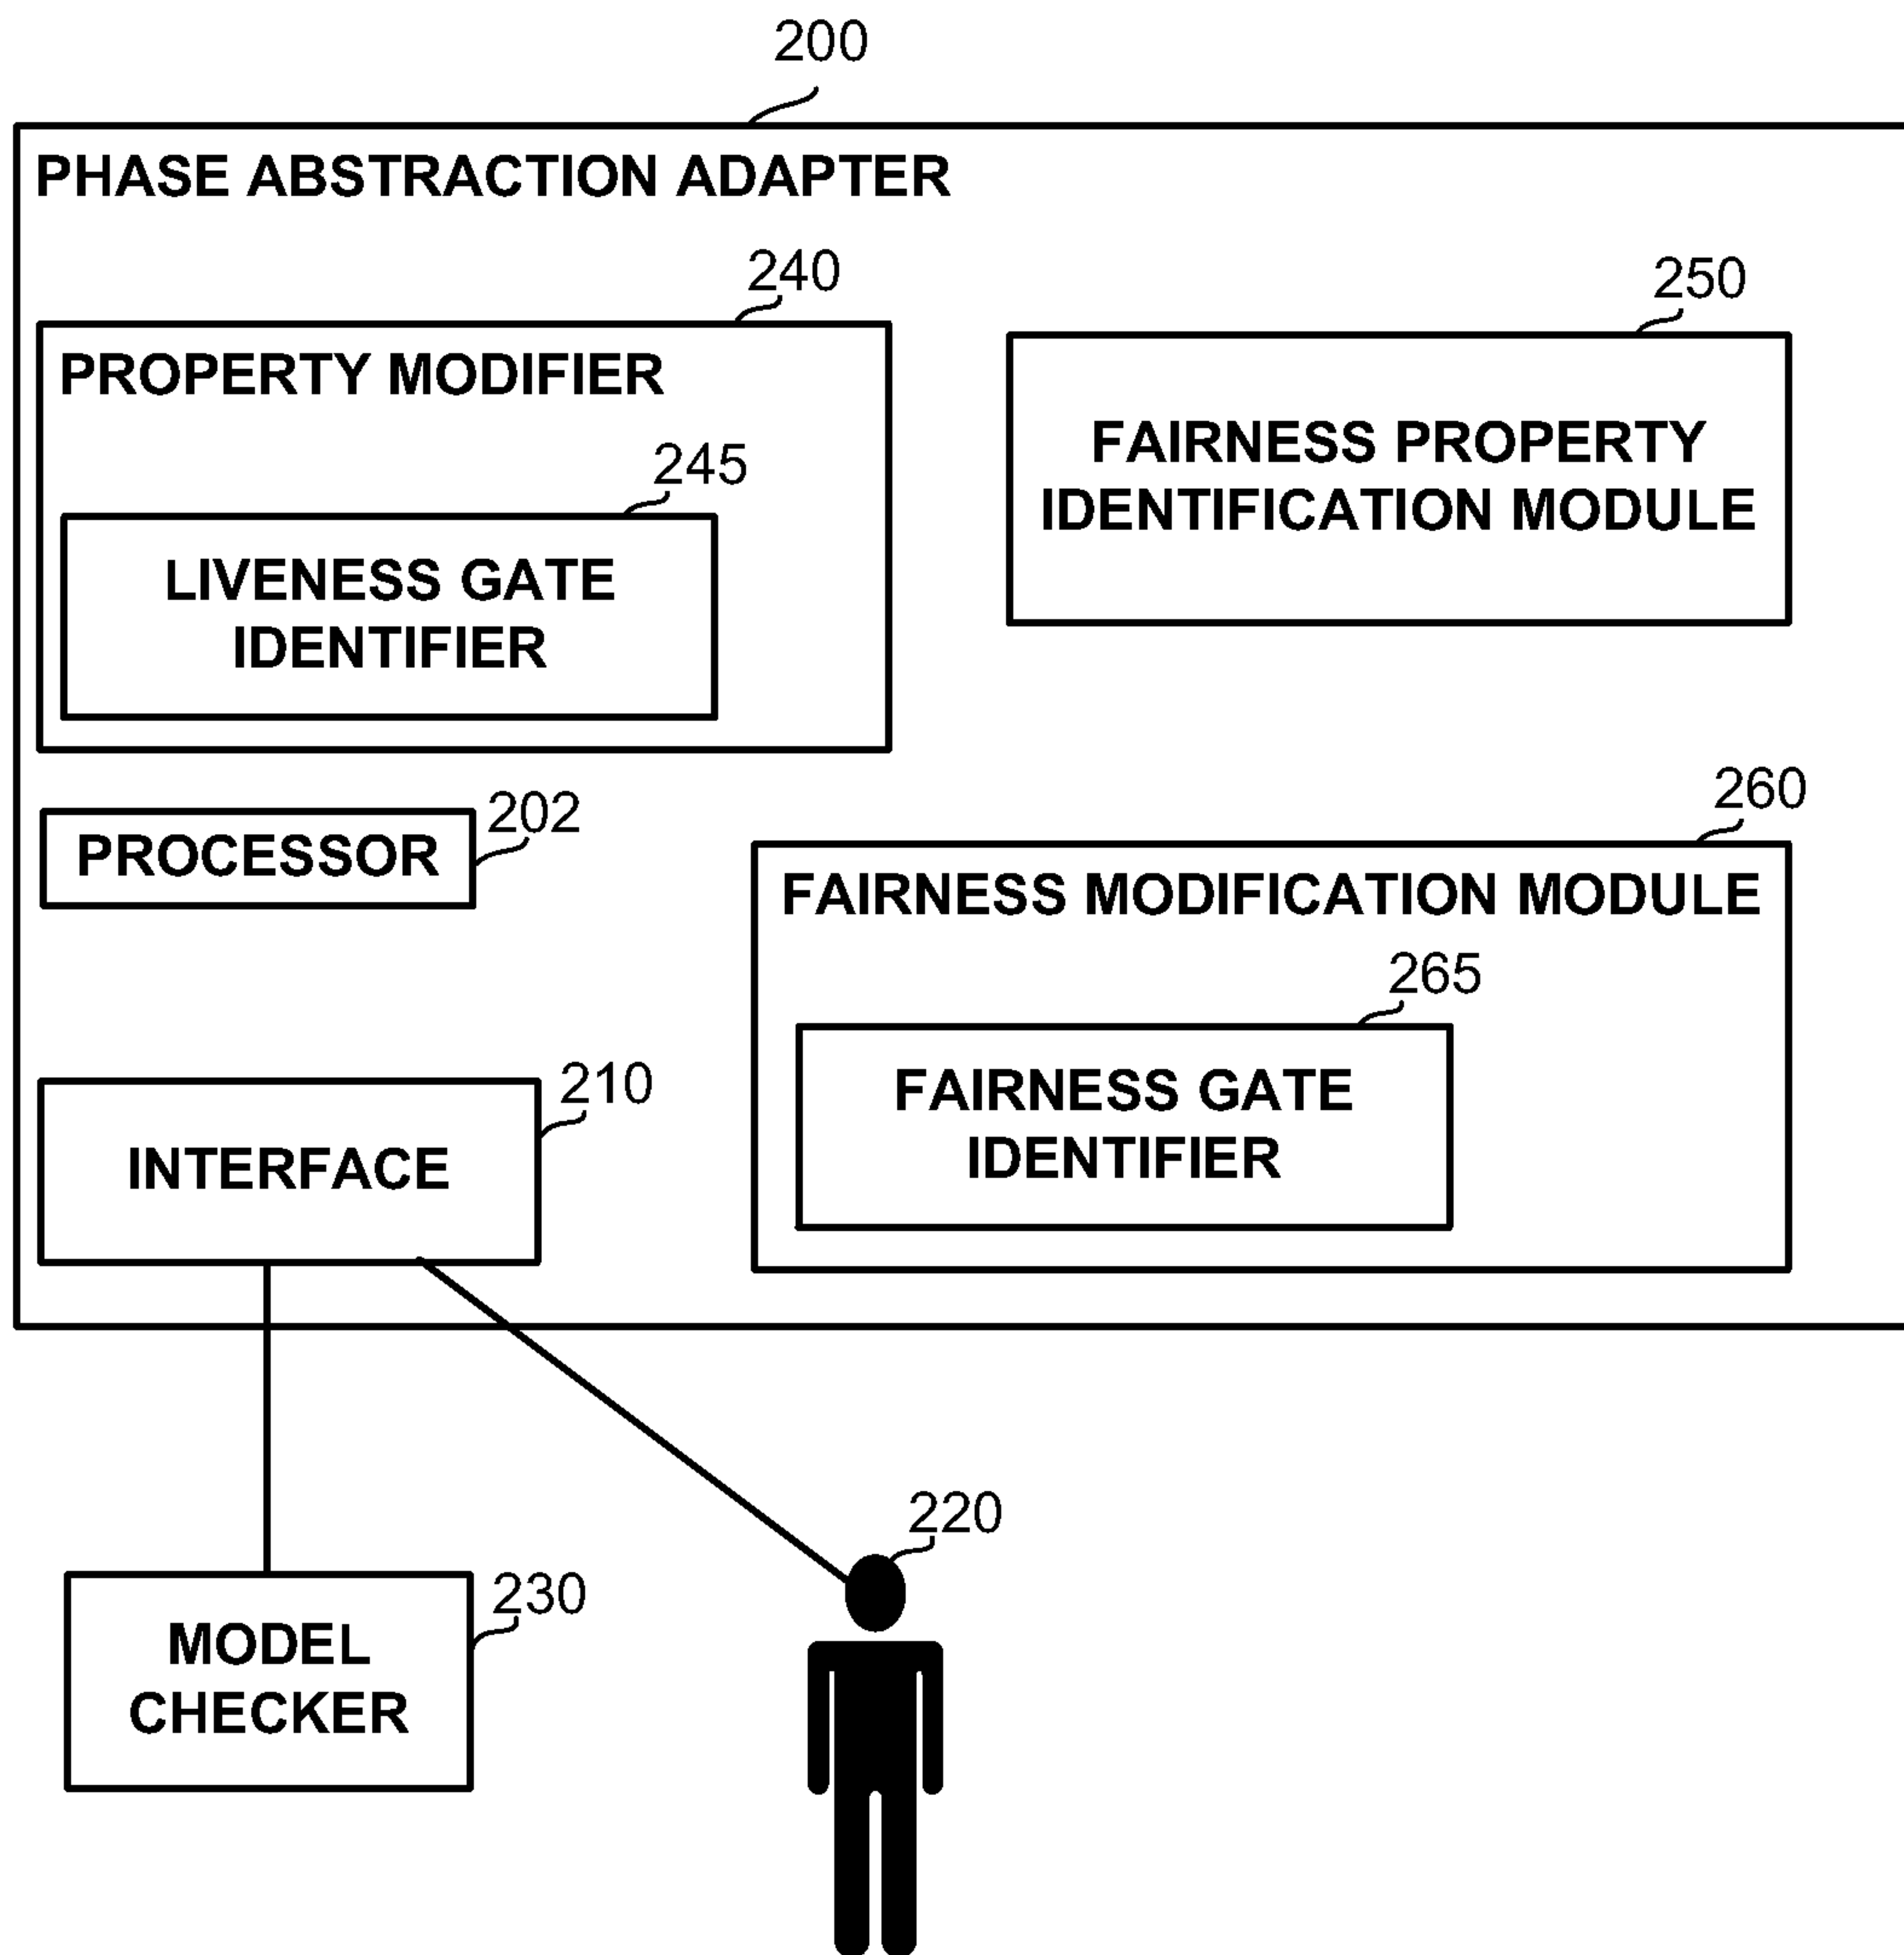 200
PHASE ABSTRACTION ADAPTER
240
PROPERTY MODIFIER
245
LIVENESS GATE
IDENTIFIER
250
FAIRNESS PROPERTY
IDENTIFICATION MODULE
PROCESSOR
202
260
FAIRNESS MODIFICATION MODULE
265
FAIRNESS GATE
IDENTIFIER
210
INTERFACE
220
230
MODEL
CHECKER